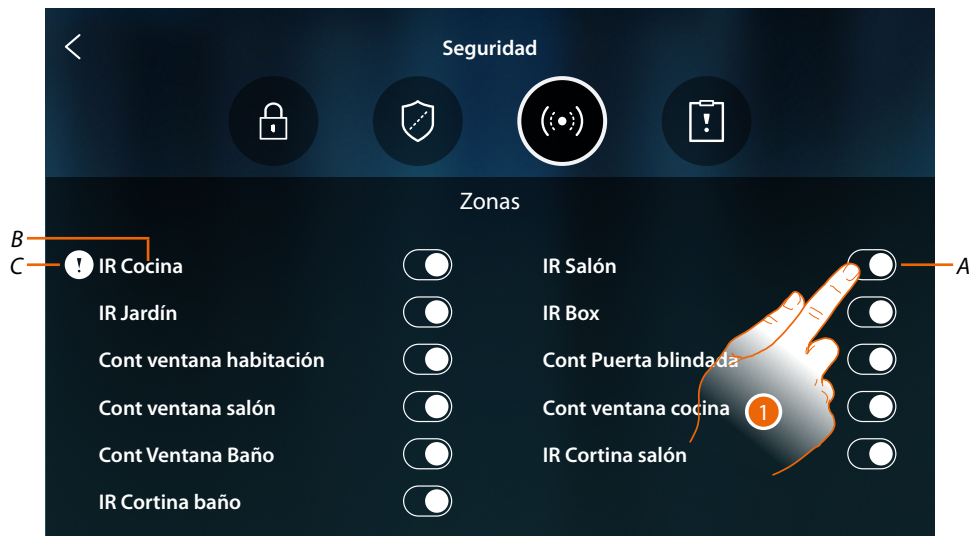 Seguridad
Zonas
B
C
! IR Cocina
IR Salón
A
IR Jardín
IR Box
Cont ventana habitación
Cont Puerta blindada
Cont ventana salón
Cont ventana cocina
1
Cont Ventana Baño
IR Cortina salón
IR Cortina baño